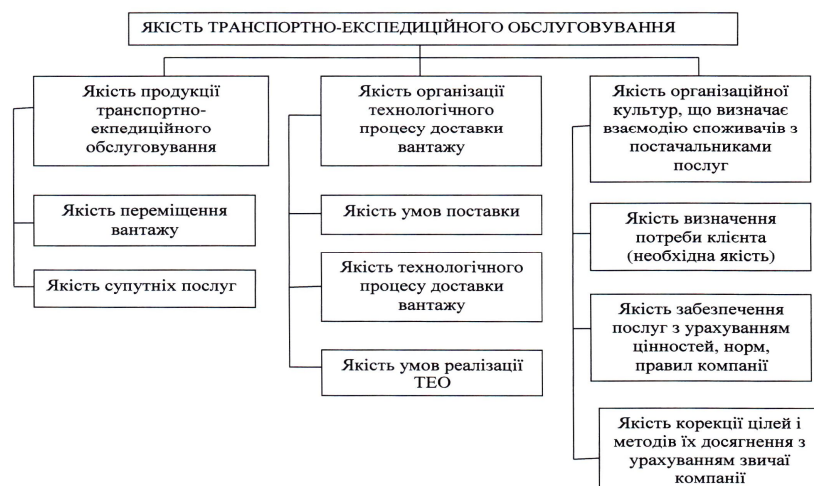 ЯКІСТЬ ТРАНСПОРТНО-ЕКСПЕДИЦІЙНОГО ОБСЛУГОВУВАННЯ
Якість продукції
транспортно-
екпедиційного
обслуговування
Якість переміщення
вантажу
Якість супутніх послуг
Якість організації
технологічного
процесу доставки
вантажу
Якість умов поставки
Якість технологічного
процесу доставки
вантажу
Якість умов реалізації
ТЕО
Якість організаційної
культур, що визначає
взаємодію споживачів з
постачальниками
послуг
Якість визначення
потреби клієнта
(необхідна якість)
Якість забезпечення
послуг з урахуванням
цінностей, норм,
правил компанії
Якість корекції цілей і
методів їх досягнення з
урахуванням звичаї
компанії